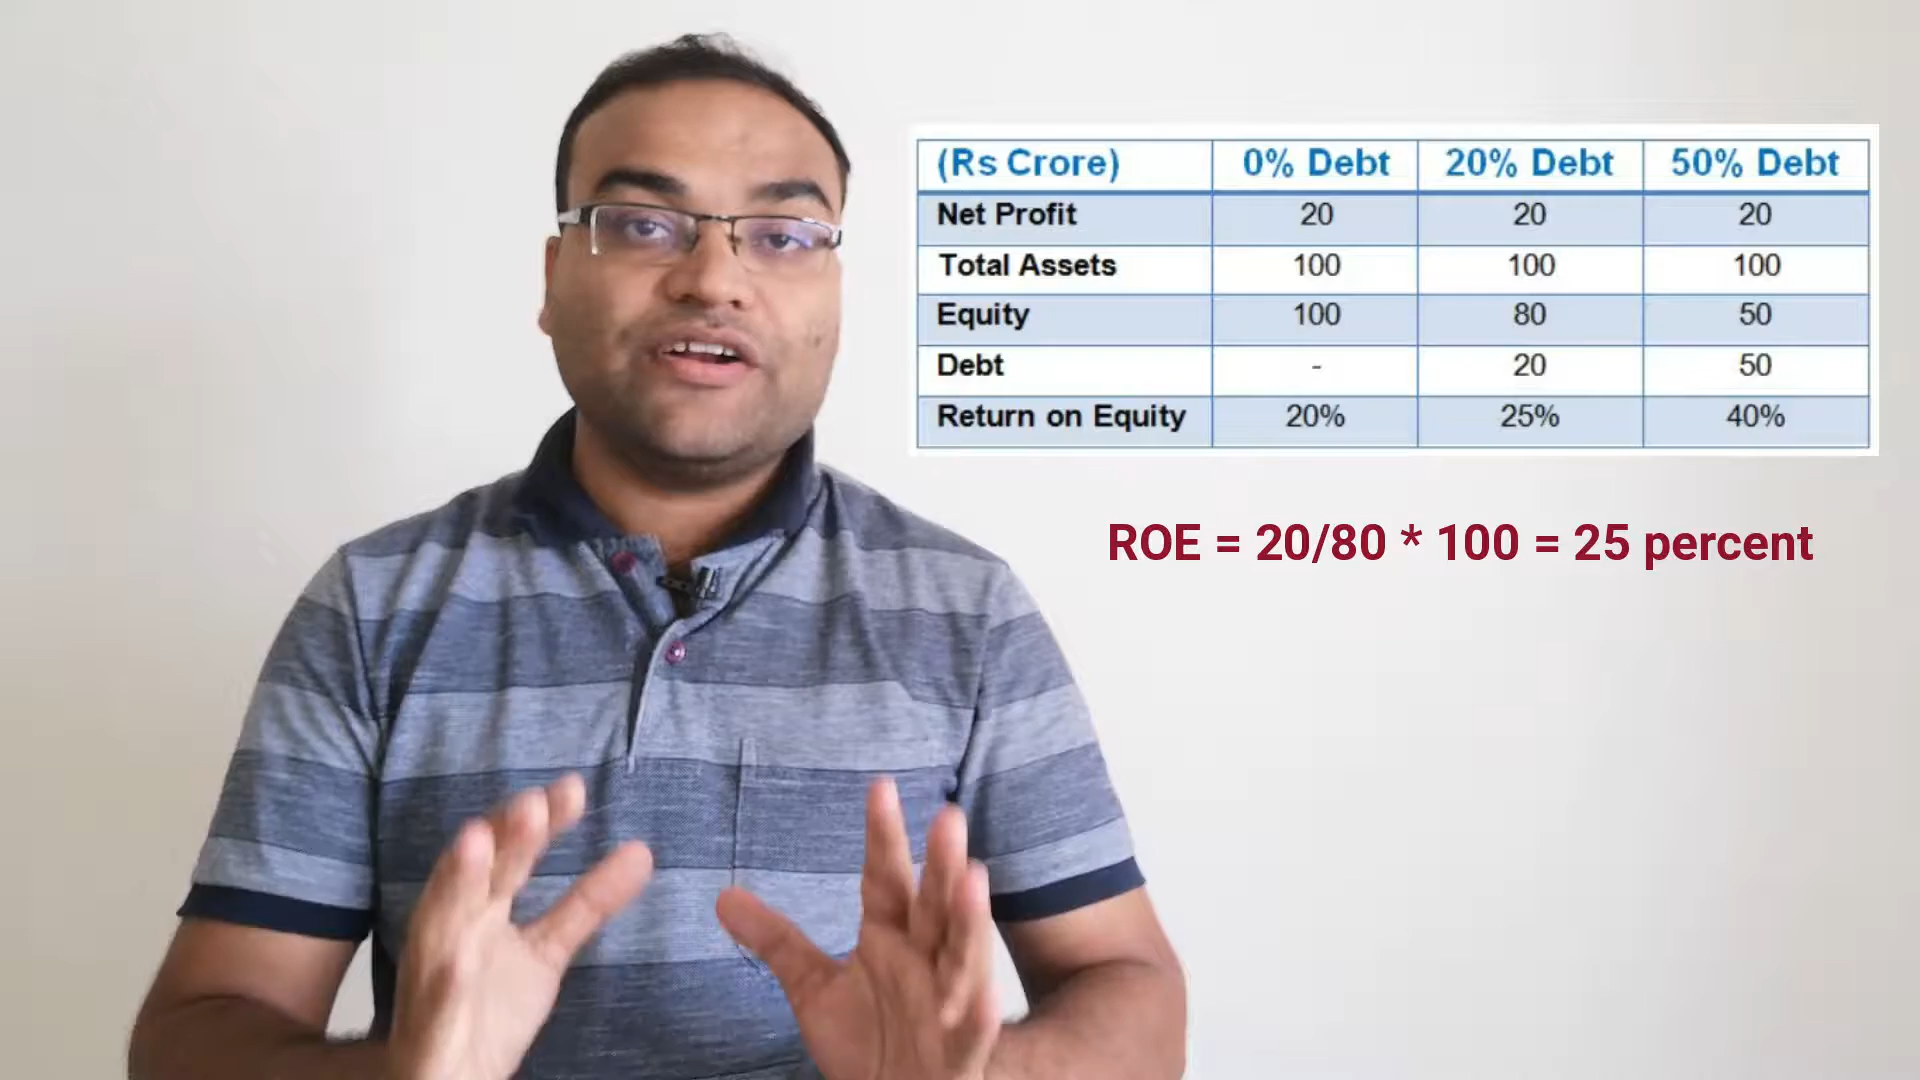 (Rs Crore) 0% Debt 20% Debt 50% Debt
Net Profit 20 20 20
Total Assets 100 100 100
Equity 100 80 50
Debt - 20 50
Return on Equity 20% 25% 40%
ROE = 20/80 * 100 = 25 percent